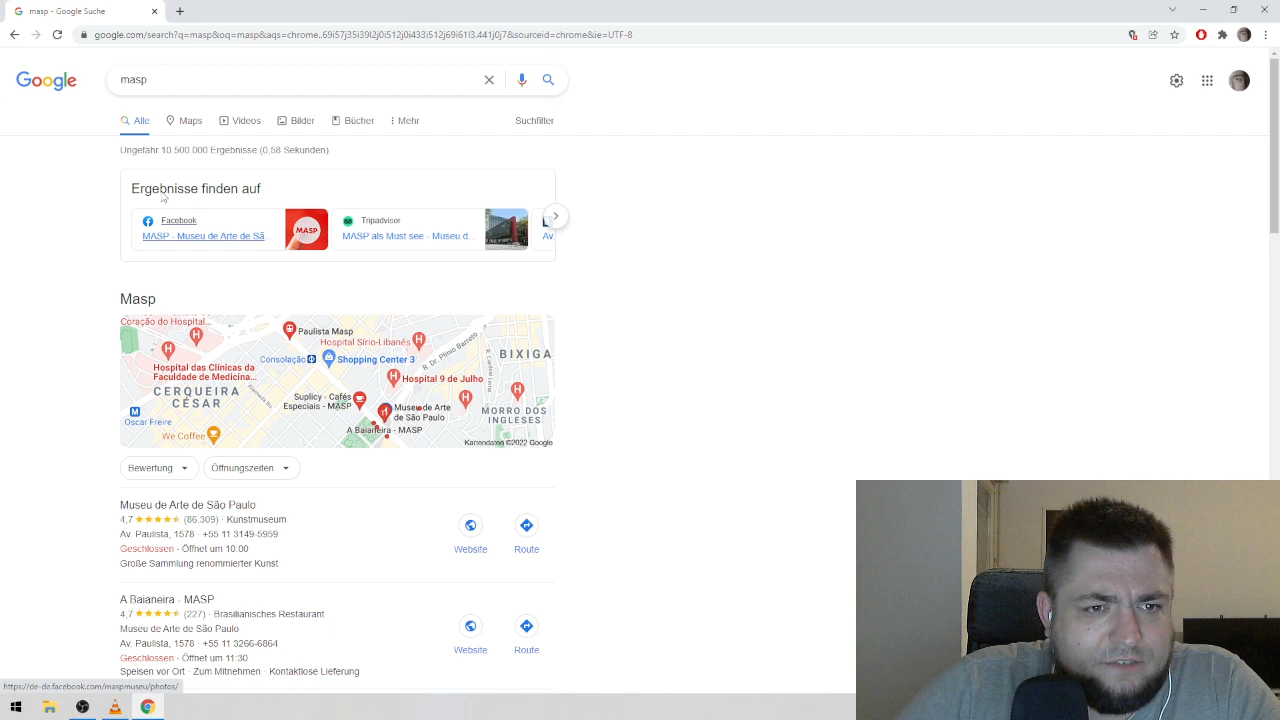 masp - Google Suche
google.com/search?q=masp&oq=masp&aqs=chrome..69i57j35i39l2j0i512j0i433i512j69i61l3.441j0j7&sourceid=chrome&ie=UTF-8
Google
masp
Alle
Maps
Videos
Bilder
Bücher
Mehr
Suchfilter
Ungefähr 10.500.000 Ergebnisse (0,58 Sekunden)
Ergebnisse finden auf
Facebook
MASP - Museu de Arte de Sã...
MASP
Tripadvisor
MASP als Must see - Museu d...
Av.
Masp
Coração do Hospital...
Paulista Masp
Hospital Sírio-Libanés
R. Dr. Plínio Barreto
BIXIGA
Consolação
Shopping Center 3
Hospital das Clínicas da
Faculdade de Medicina...
Hospital 9 de Julho
CERQUEIRA
CÉSAR
Suplicy - Cafés
Especiais - MASP
Museu de Arte
de São Paulo
MORRO DOS
INGLESES
Oscar Freire
A Baianeira - MASP
We Coffee
Kartendaten ©2022 Google
Bewertung
Öffnungszeiten
Museu de Arte de São Paulo
4,7 (86.309) · Kunstmuseum
Av. Paulista, 1578 · +55 11 3149-5959
Geschlossen · Öffnet um 10:00
Große Sammlung renommierter Kunst
Website
Route
A Baianeira - MASP
4,7 (227) · Brasilianisches Restaurant
Museu de Arte de São Paulo
Av. Paulista, 1578 · +55 11 3266-6864
Geschlossen · Öffnet um 11:30
Speisen vor Ort · Zum Mitnehmen · Kontaktlose Lieferung
Website
Route
https://de-de.facebook.com/maspmuseu/photos/